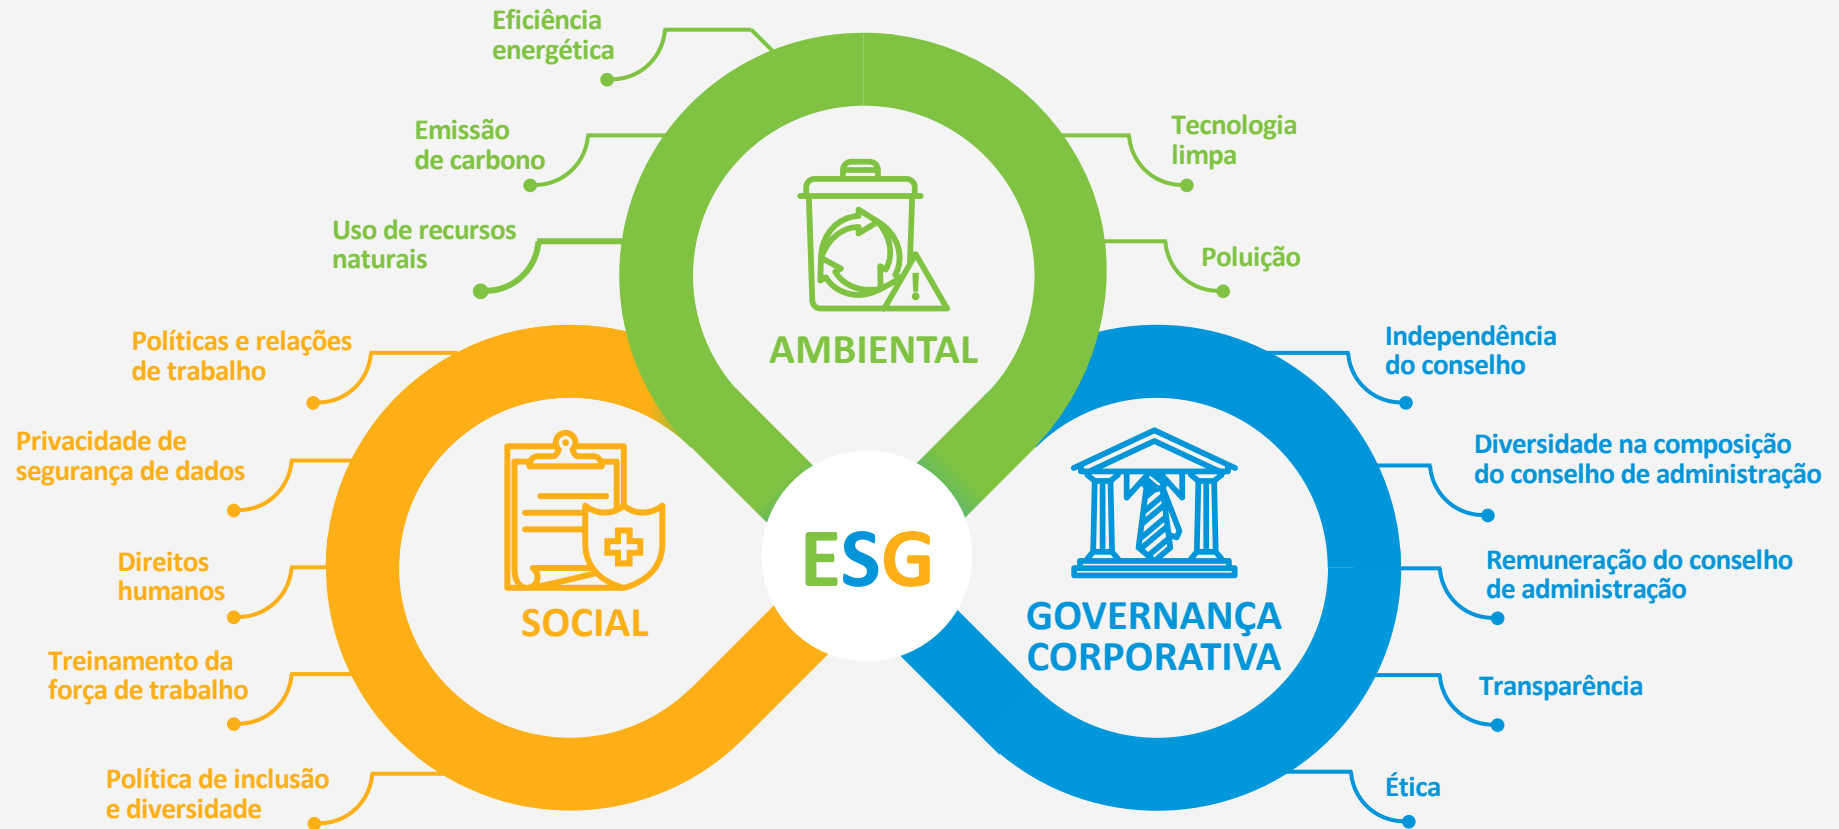 Eficiência
energética
Emissão
de carbono
Uso de recursos
naturais
Tecnologia
limpa
Poluição
!
AMBIENTAL
Políticas e relações
de trabalho
Privacidade de
segurança de dados
Direitos
humanos
Treinamento da
força de trabalho
Política de inclusão
e diversidade
SOCIAL
ESG
GOVERNANÇA
CORPORATIVA
Independência
do conselho
Diversidade na composição
do conselho de administração
Remuneração do conselho
de administração
Transparência
Ética